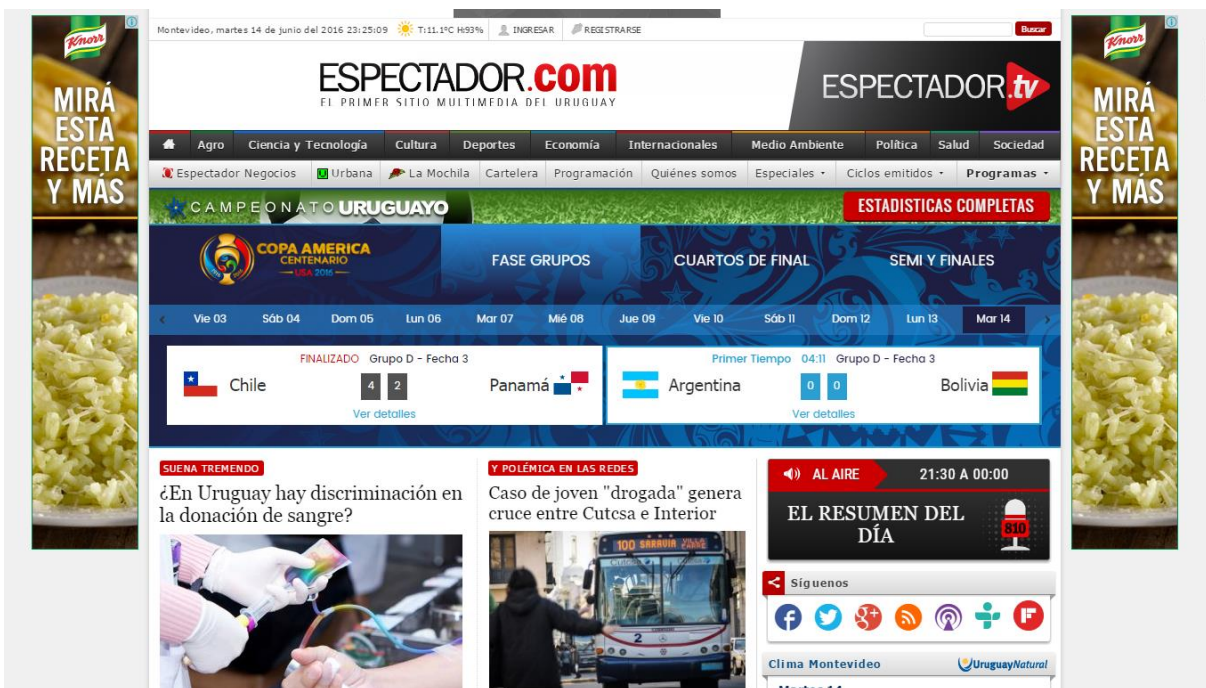 Montevideo, martes 14 de junio del 2016 23:25:09 T:11.1ºC H:93% INGRESAR REGISTRARSE Buscar
Knorr
MIRÁ
ESTA
RECETA
Y MÁS
ESPECTADOR.com
EL PRIMER SITIO MULTIMEDIA DEL URUGUAY
ESPECTADOR.tv
Knorr
MIRÁ
ESTA
RECETA
Y MÁS
Agro Ciencia y Tecnología Cultura Deportes Economía Internacionales Medio Ambiente Política Salud Sociedad
Espectador Negocios Urbana La Mochila Cartelera Programación Quiénes somos Especiales Ciclos emitidos Programas
CAMPEONATO URUGUAYO ESTADISTICAS COMPLETAS
COPA AMERICA
CENTENARIO
USA 2016
FASE GRUPOS CUARTOS DE FINAL SEMI Y FINALES
Vie 03 Sáb 04 Dom 05 Lun 06 Mar 07 Mié 08 Jue 09 Vie 10 Sáb 11 Dom 12 Lun 13 Mar 14
FINALIZADO Grupo D - Fecha 3
Chile 4 2 Panamá
Ver detalles
Primer Tiempo 04:11 Grupo D - Fecha 3
Argentina 0 0 Bolivia
Ver detalles
SUENA TREMENDO
¿En Uruguay hay discriminación en
la donación de sangre?
Y POLÉMICA EN LAS REDES
Caso de joven "drogada" genera
cruce entre Cutcsa e Interior
100 SARAVIA
2
AL AIRE 21:30 A 00:00
EL RESUMEN DEL
DÍA
810
Síguenos
Clima Montevideo UruguayNatural
Martes 14